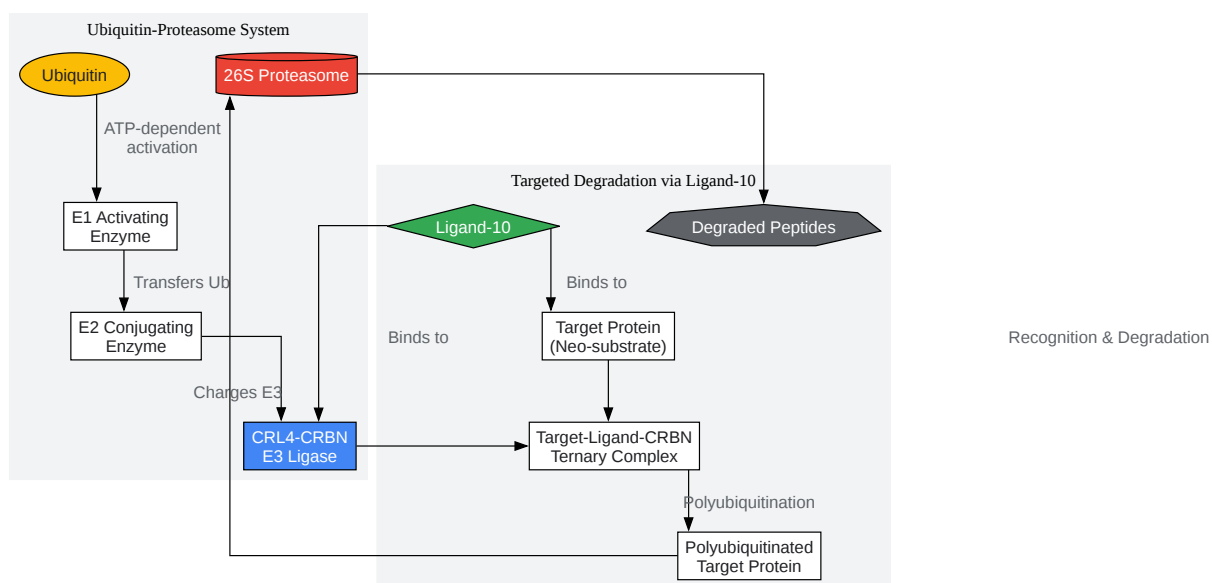 Ubiquitin-Proteasome System
Ubiquitin
26S Proteasome
ATP-dependent
activation
Targeted Degradation via Ligand-10
E1 Activating
Enzyme
Ligand-10
Degraded Peptides
Transfers Ub
Binds to
E2 Conjugating
Enzyme
Binds to
Target Protein
(Neo-substrate)
Recognition & Degradation
Charges E3
CRL4-CRBN
E3 Ligase
Target-Ligand-CRBN
Ternary Complex
Polyubiquitination
Polyubiquitinated
Target Protein